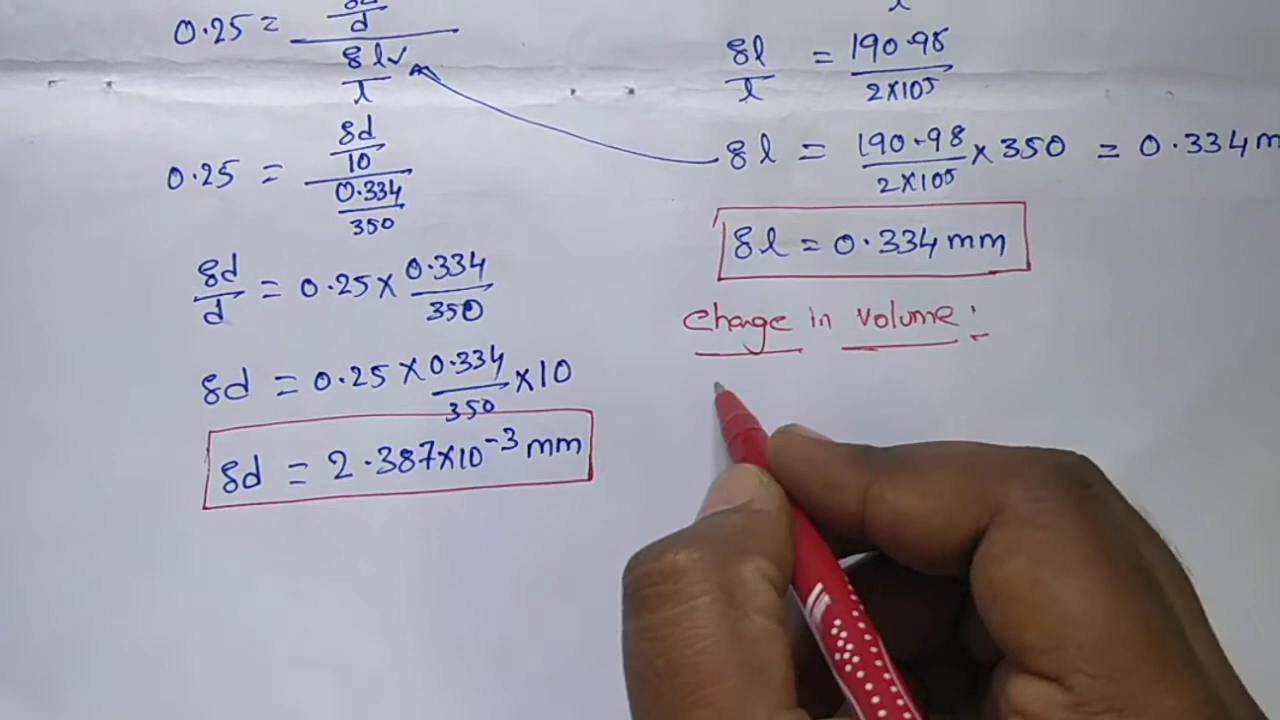 0.25 = δd/d / δl/l ✓
0.25 = δd/10 / 0.334/350
δd/d = 0.25 × 0.334/350
δd = 0.25 × 0.334/350 × 10
δd = 2.387×10⁻³ mm
δl/l = 190.98 / 2×10⁵
δl = 190.98 / 2×10⁵ × 350 = 0.334 m
δl = 0.334 mm
Change in volume :